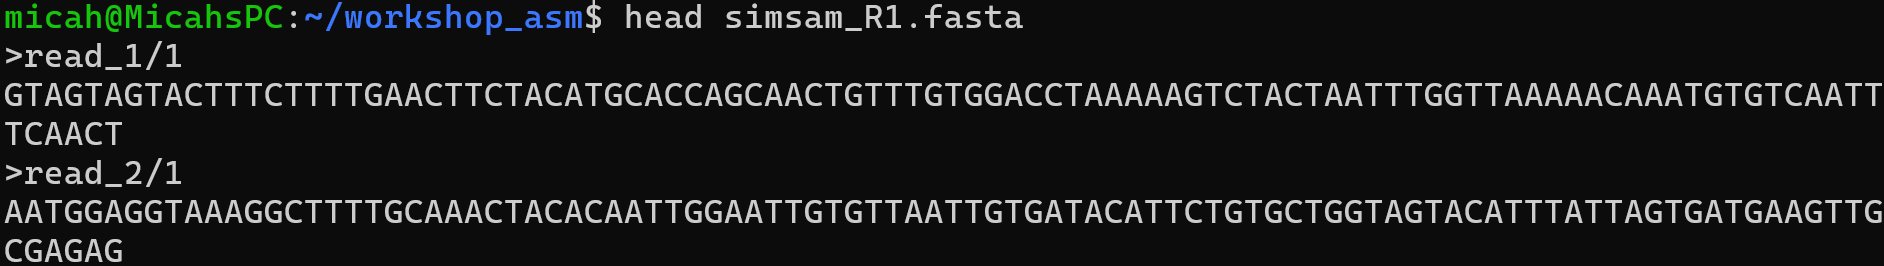 micah@MicahsPC:~/workshop_asm$ head simsam_R1.fasta
>read_1/1
GTAGTAGTACTTTCTTTTGAACTTCTACATGCACCAGCAACTGTTTGTGGACCTAAAAAGTCTACTAATTTGGTTAAAAACAAATGTGTCAATT
TCAACT
>read_2/1
AATGGAGGTAAAGGCTTTTGCAAACTACACAATTGGAATTGTGTTAATTGTGATACATTCTGTGCTGGTAGTACATTTATTAGTGATGAAGTTG
CGAGAG